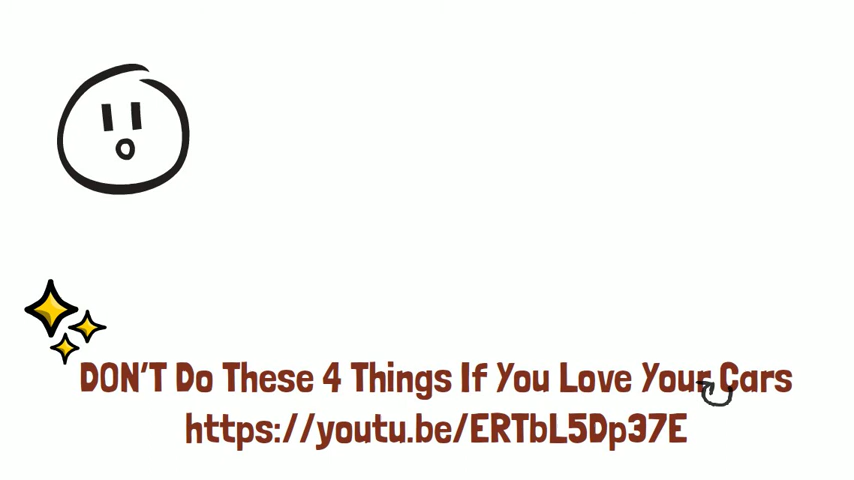 DON'T Do These 4 Things If You Love Your Cars
https://youtu.be/ERTbL5Dp37E